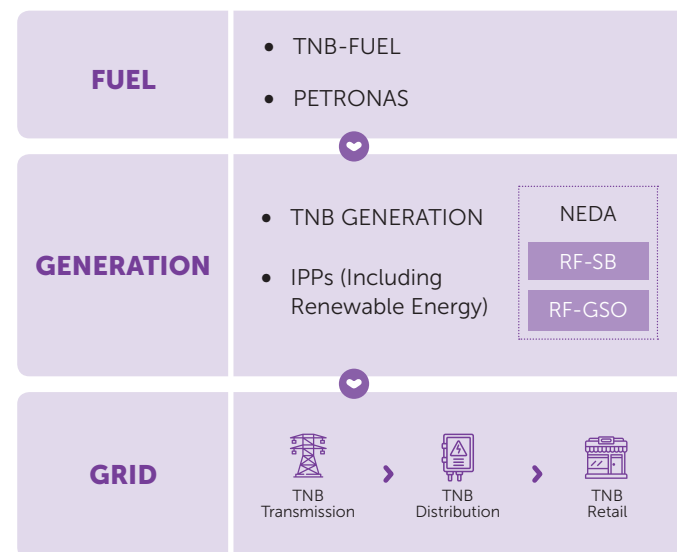 FUEL
• TNB-FUEL
• PETRONAS
GENERATION
• TNB GENERATION
• IPPs (Including
Renewable Energy)
NEDA
RF-SB
RF-GSO
GRID
TNB
Transmission
TNB
Distribution
TNB
Retail